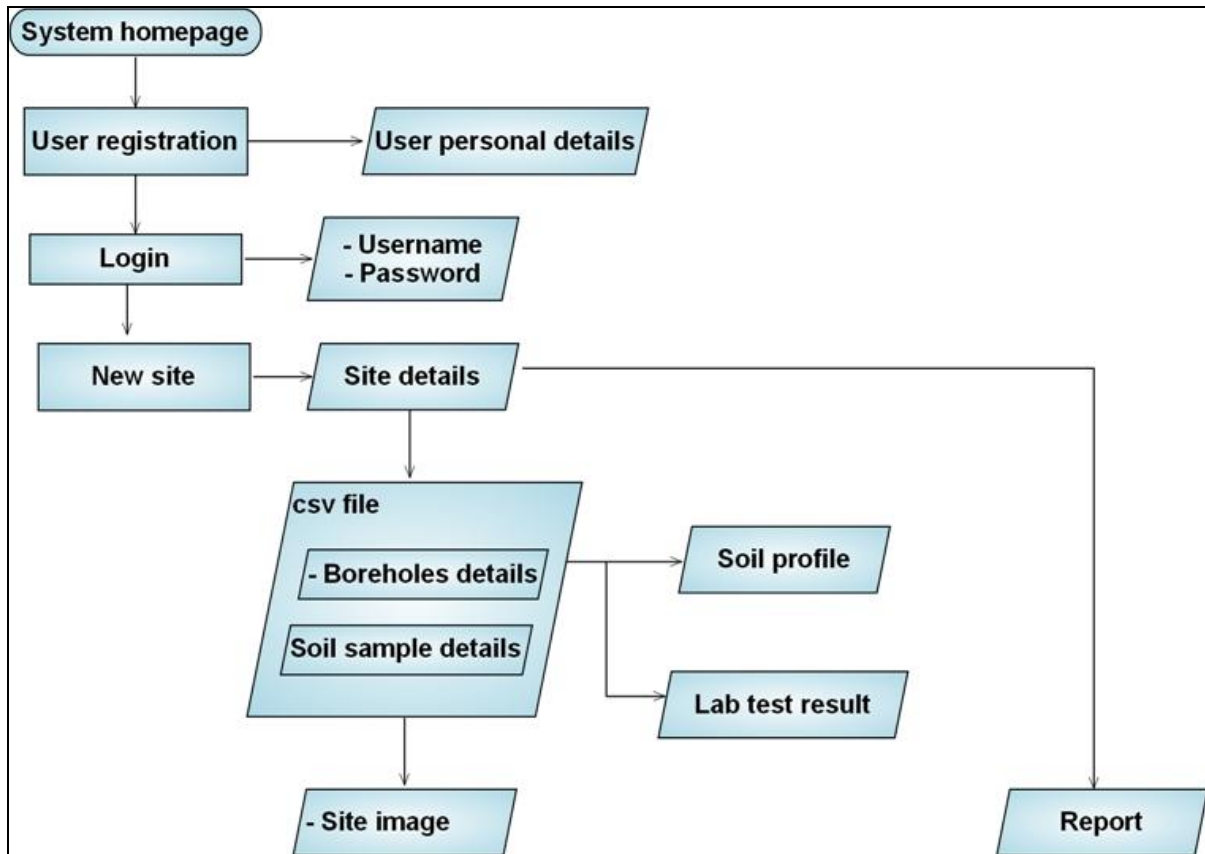 System homepage
User registration
User personal details
Login
- Username
- Password
New site
Site details
csv file
- Boreholes details
Soil sample details
Soil profile
Lab test result
- Site image
Report